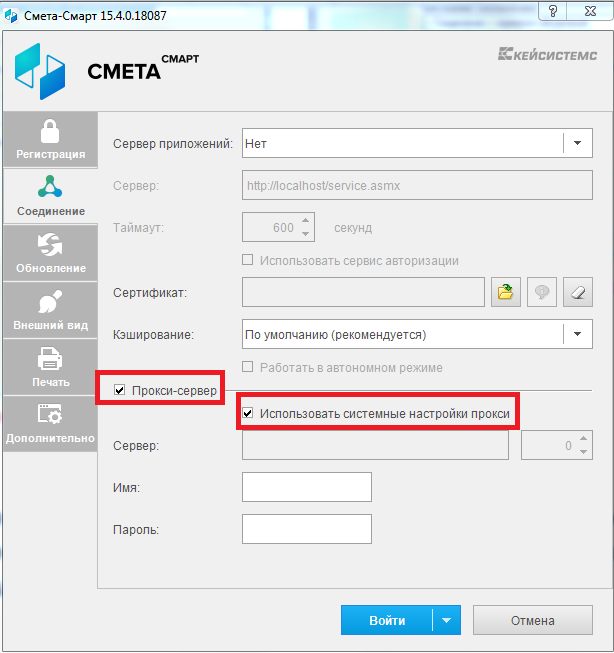 Смета-Смарт 15.4.0.18087
СМЕТА СМАРТ
КЕЙСИСТЕМС
Регистрация
Соединение
Обновление
Внешний вид
Печать
Дополнительно
Сервер приложений: Нет
Сервер: http://localhost/service.asmx
Таймаут: 600 секунд
Использовать сервис авторизации
Сертификат:
Кэширование: По умолчанию (рекомендуется)
Работать в автономном режиме
Прокси-сервер
Использовать системные настройки прокси
Сервер: 0
Имя:
Пароль:
Войти Отмена